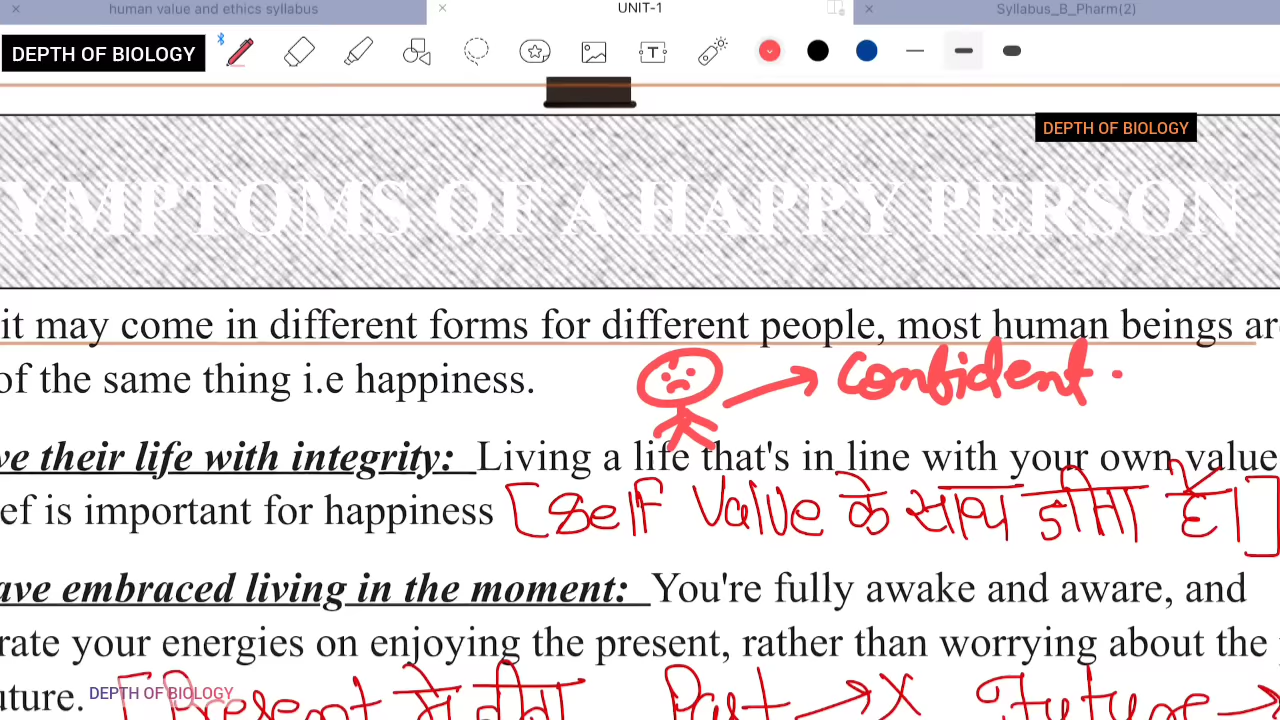 human value and ethics syllabus
UNIT-1
Syllabus_B_Pharm(2)
DEPTH OF BIOLOGY
DEPTH OF BIOLOGY
YMPTOMS OF A HAPPY PERSON
it may come in different forms for different people, most human beings ar
of the same thing i.e happiness.
Confident.
ve their life with integrity: Living a life that's in line with your own value
ef is important for happiness [Self Value के साथ जीना है।]
ave embraced living in the moment: You're fully awake and aware, and
rate your energies on enjoying the present, rather than worrying about the
uture.
DEPTH OF BIOLOGY
[Present में जीना Past → X Future →